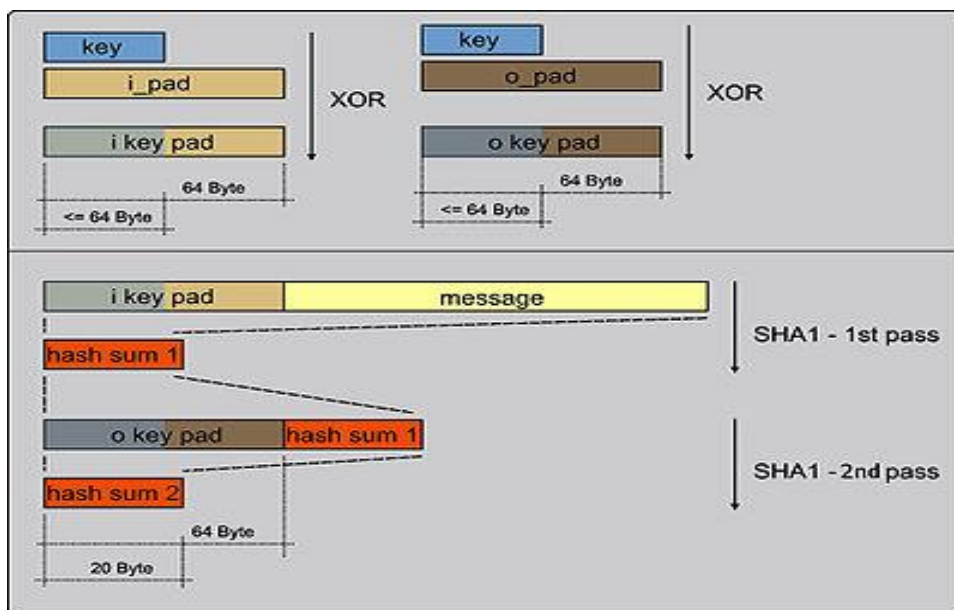 key
i_pad
XOR
i key pad
64 Byte
<= 64 Byte
key
o_pad
XOR
o key pad
64 Byte
<= 64 Byte
i key pad message
SHA1 - 1st pass
hash sum 1
o key pad hash sum 1
SHA1 - 2nd pass
hash sum 2
64 Byte
20 Byte